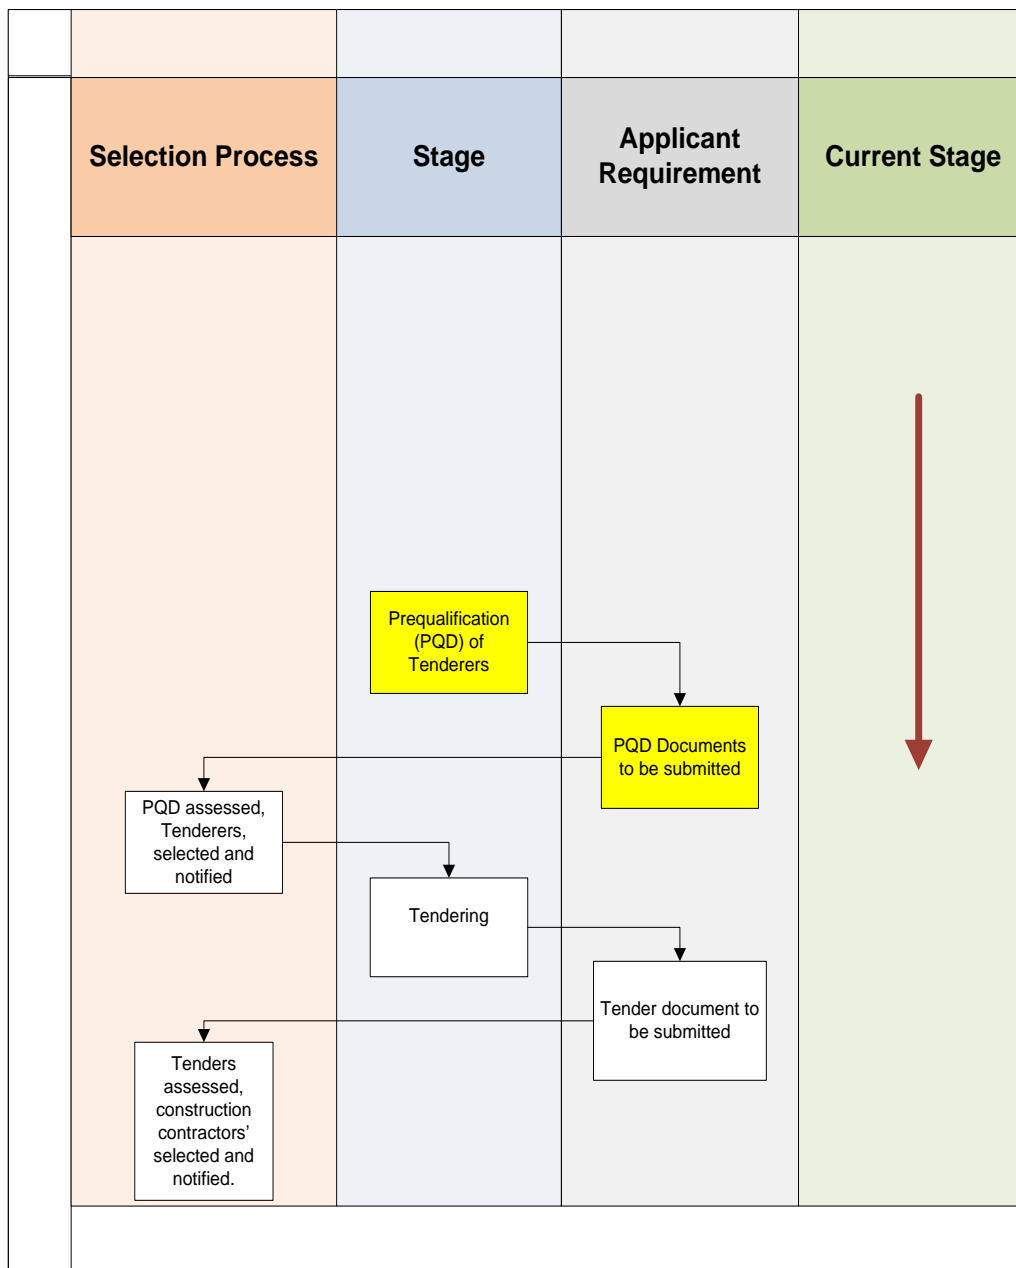 Selection Process
Stage
Applicant
Requirement
Current Stage
Prequalification
(PQD) of
Tenderers
PQD Documents
to be submitted
PQD assessed,
Tenderers,
selected and
notified
Tendering
Tender document to
be submitted
Tenders
assessed,
construction
contractors’
selected and
notified.